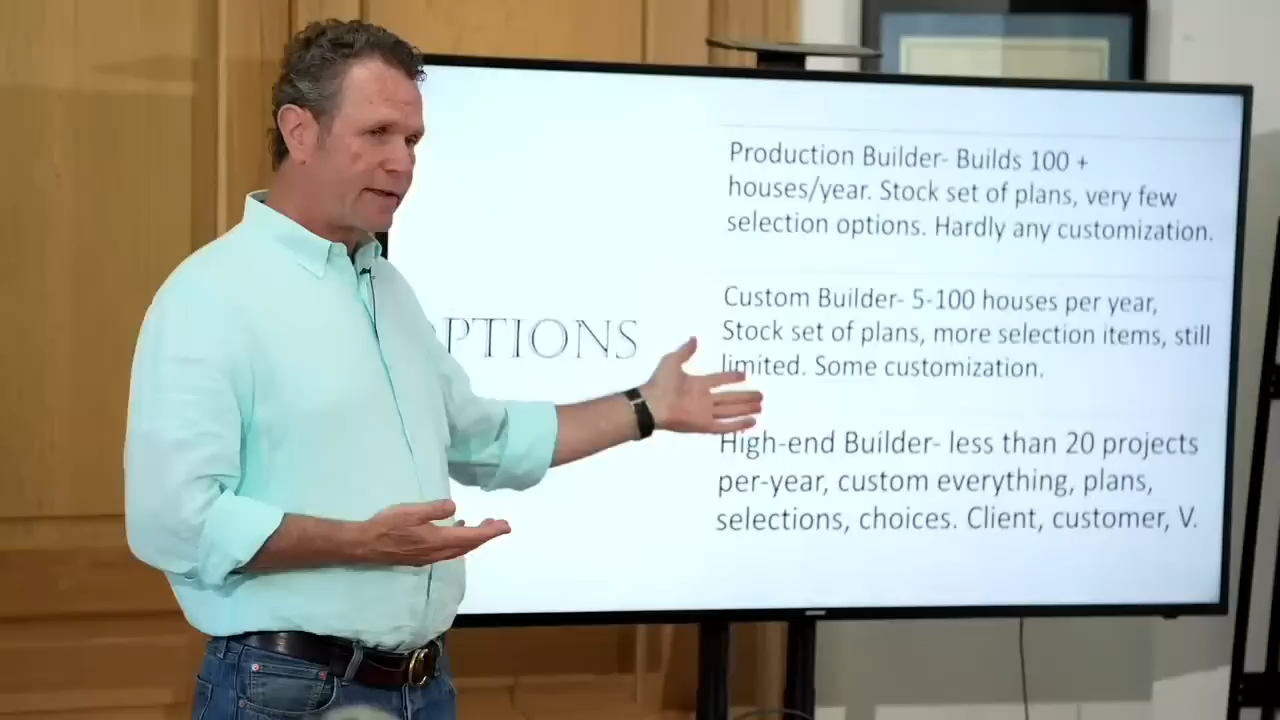 OPTIONS
Production Builder- Builds 100 +
houses/year. Stock set of plans, very few
selection options. Hardly any customization.
Custom Builder- 5-100 houses per year,
Stock set of plans, more selection items, still
limited. Some customization.
High-end Builder- less than 20 projects
per-year, custom everything, plans,
selections, choices. Client, customer, V.